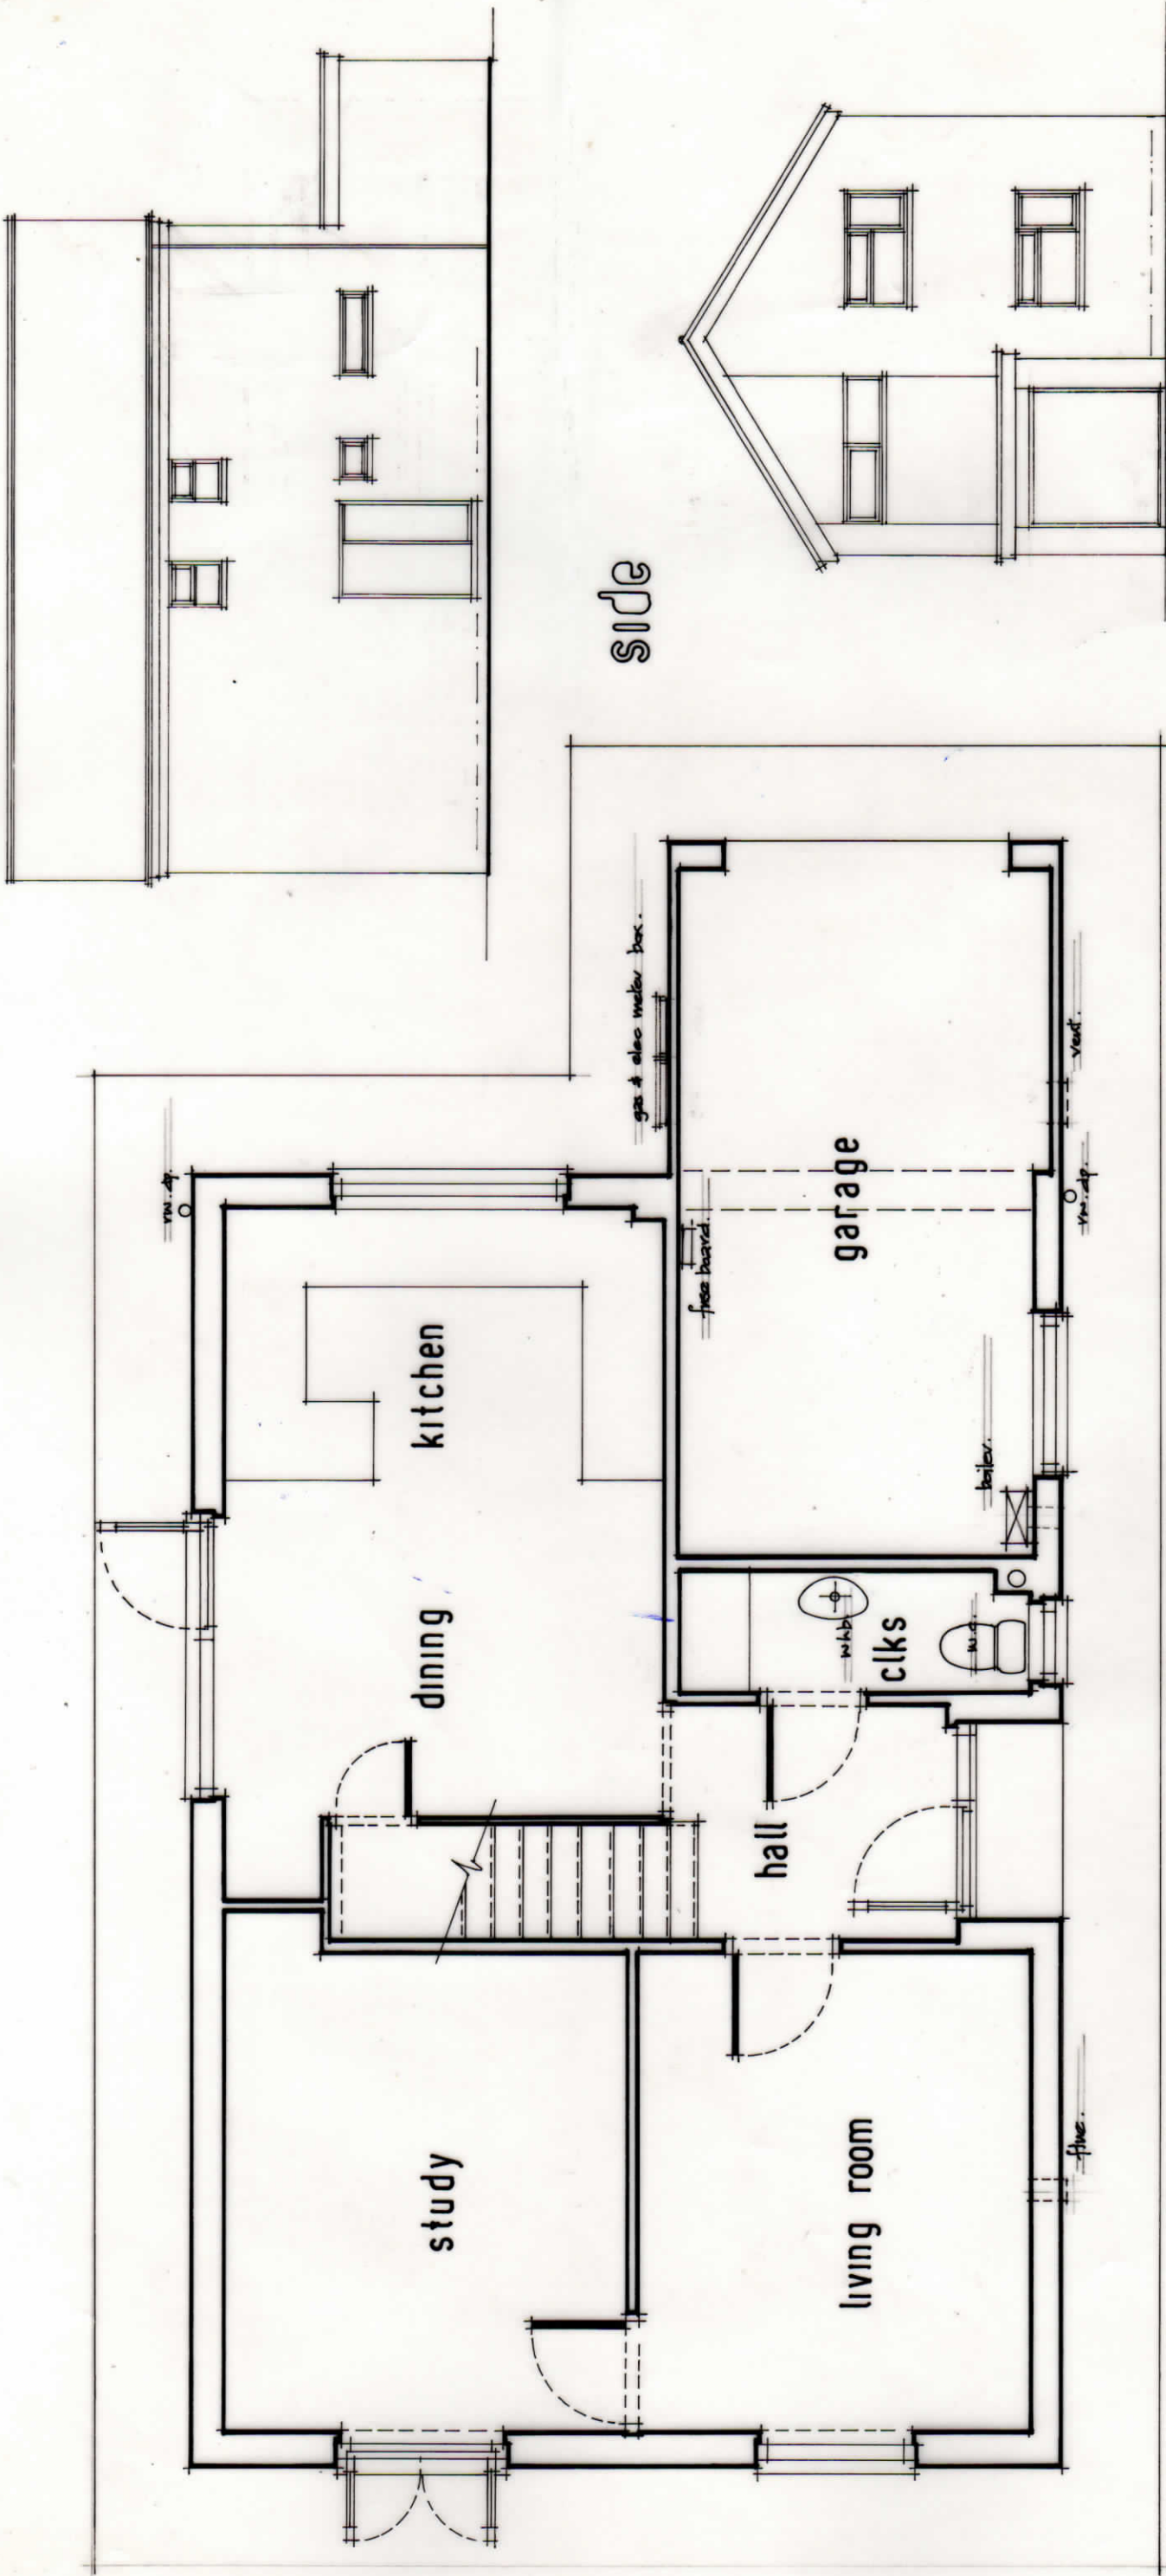 side
study
dining
kitchen
rw. dp.
living room
hall
clks
whb.
w.c.
garage
fuse board.
gas & elec meter box.
boiler.
flue.
rw. dp.
vent.